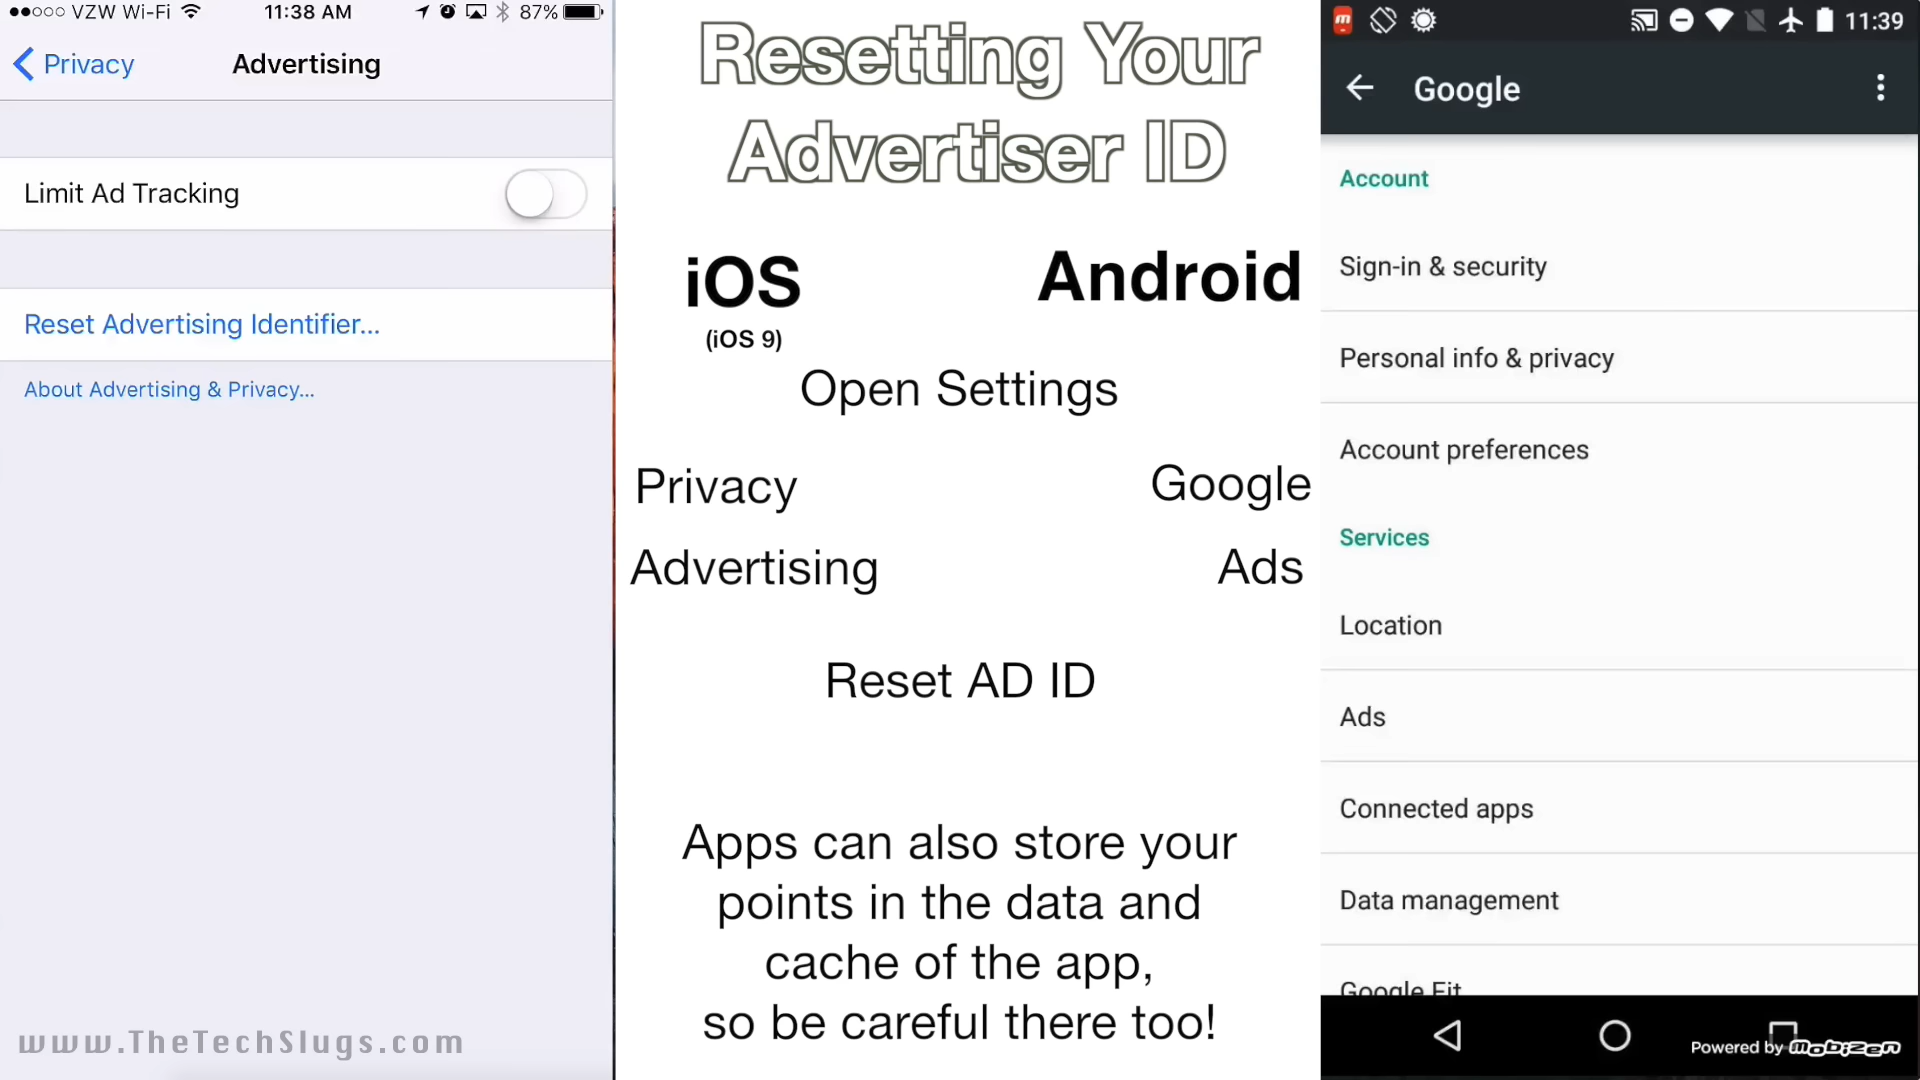 VZW Wi-Fi 11:38 AM 87%
Privacy Advertising
Limit Ad Tracking
Reset Advertising Identifier...
About Advertising & Privacy...
www.TheTechSlugs.com
Resetting Your
Advertiser ID
iOS Android
(iOS 9)
Open Settings
Privacy Google
Advertising Ads
Reset AD ID
Apps can also store your
points in the data and
cache of the app,
so be careful there too!
11:39
Google
Account
Sign-in & security
Personal info & privacy
Account preferences
Services
Location
Ads
Connected apps
Data management
Google Fit
Powered by Mobizen